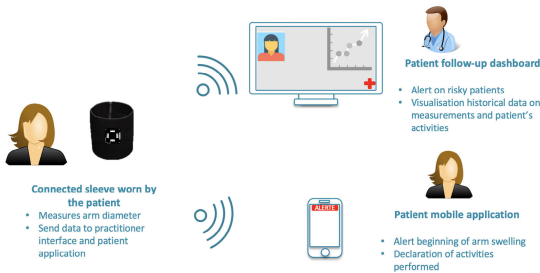 Patient follow-up dashboard
• Alert on risky patients
• Visualisation historical data on
measurements and patient's
activities
Connected sleeve worn by
the patient
• Measures arm diameter
• Send data to practitioner
interface and patient
application
ALERTE
Patient mobile application
• Alert beginning of arm swelling
• Declaration of activities
performed